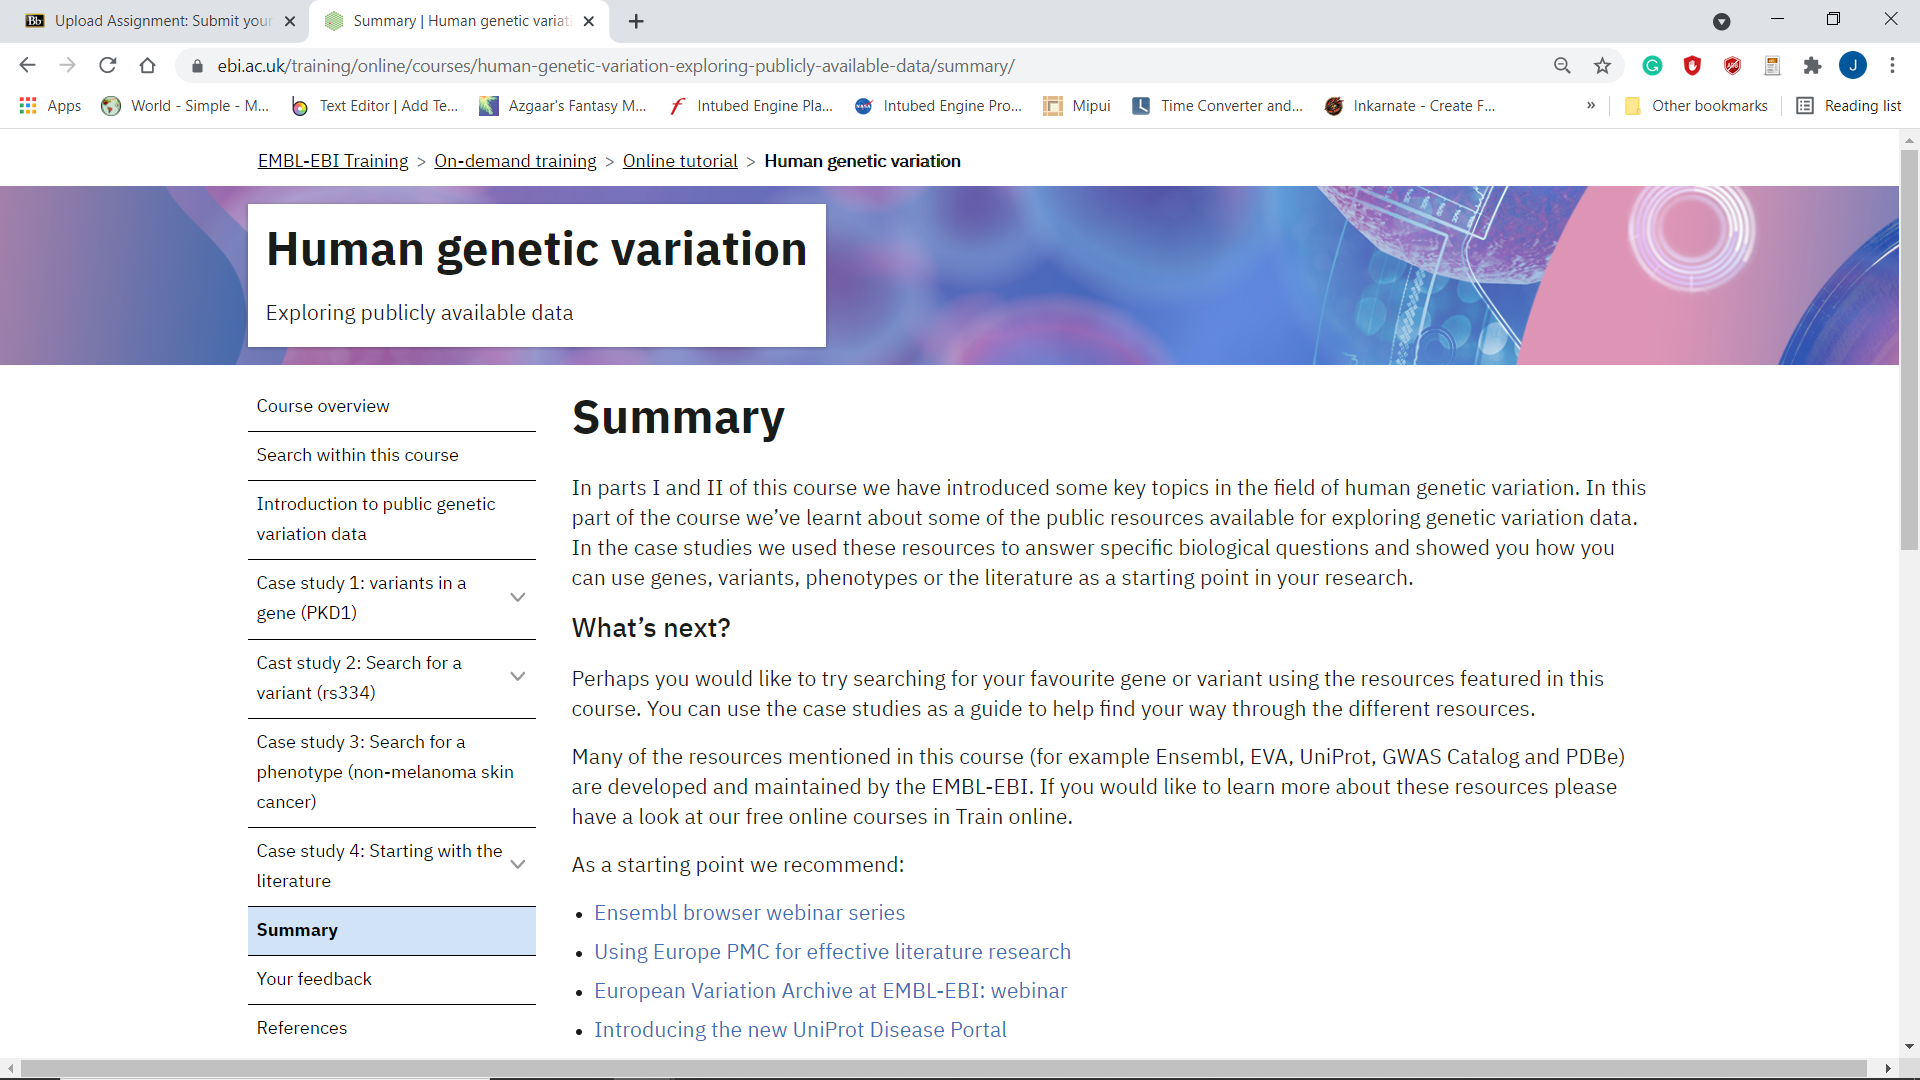 Bb Upload Assignment: Submit your
Summary | Human genetic variat
ebi.ac.uk/training/online/courses/human-genetic-variation-exploring-publicly-available-data/summary/
J
Apps World - Simple - M... Text Editor | Add Te... Azgaar's Fantasy M... Intubed Engine Pla... Intubed Engine Pro... Mipui Time Converter and... Inkarnate - Create F... » Other bookmarks Reading list
EMBL-EBI Training > On-demand training > Online tutorial > Human genetic variation
Human genetic variation
Exploring publicly available data
Course overview
Search within this course
Introduction to public genetic
variation data
Case study 1: variants in a
gene (PKD1)
Cast study 2: Search for a
variant (rs334)
Case study 3: Search for a
phenotype (non-melanoma skin
cancer)
Case study 4: Starting with the
literature
Summary
Your feedback
References
Summary
In parts I and II of this course we have introduced some key topics in the field of human genetic variation. In this
part of the course we’ve learnt about some of the public resources available for exploring genetic variation data.
In the case studies we used these resources to answer specific biological questions and showed you how you
can use genes, variants, phenotypes or the literature as a starting point in your research.
What’s next?
Perhaps you would like to try searching for your favourite gene or variant using the resources featured in this
course. You can use the case studies as a guide to help find your way through the different resources.
Many of the resources mentioned in this course (for example Ensembl, EVA, UniProt, GWAS Catalog and PDBe)
are developed and maintained by the EMBL-EBI. If you would like to learn more about these resources please
have a look at our free online courses in Train online.
As a starting point we recommend:
• Ensembl browser webinar series
• Using Europe PMC for effective literature research
• European Variation Archive at EMBL-EBI: webinar
• Introducing the new UniProt Disease Portal